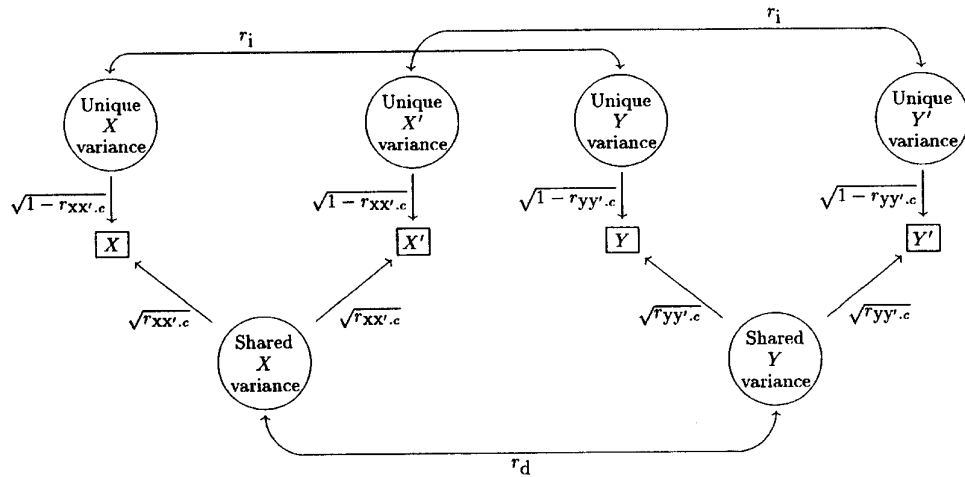 r_i
r_i
Unique X variance
Unique X′ variance
Unique Y variance
Unique Y′ variance
√1 − r_xx′.c
√1 − r_xx′.c
√1 − r_yy′.c
√1 − r_yy′.c
X
X′
Y
Y′
√r_xx′.c
√r_xx′.c
√r_yy′.c
√r_yy′.c
Shared X variance
Shared Y variance
r_d